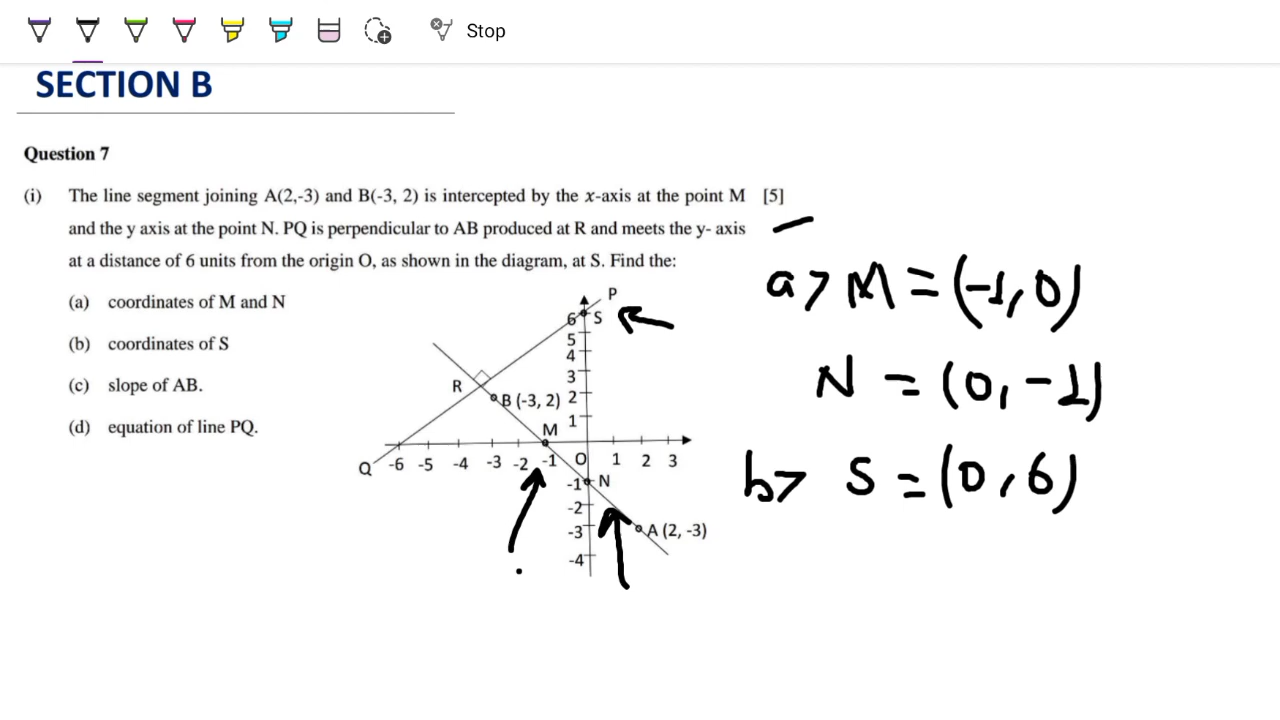 Stop
SECTION B
Question 7
(i) The line segment joining A(2,-3) and B(-3, 2) is intercepted by the x-axis at the point M [5]
and the y axis at the point N. PQ is perpendicular to AB produced at R and meets the y- axis
at a distance of 6 units from the origin O, as shown in the diagram, at S. Find the:
(a) coordinates of M and N
(b) coordinates of S
(c) slope of AB.
(d) equation of line PQ.
P
6 S
5
4
3
R
B (-3, 2) 2
M 1
Q -6 -5 -4 -3 -2 -1 O 1 2 3
-1 N
-2
-3 A (2, -3)
-4
a> M = (-1, 0)
N = (0, -1)
b> S = (0, 6)